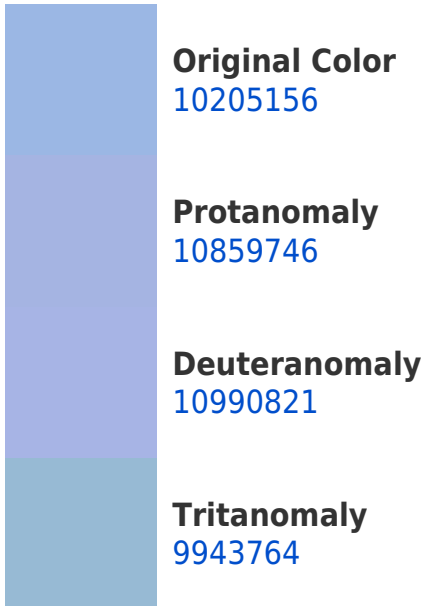 Original Color
10205156
Protanomaly
10859746
Deuteranomaly
10990821
Tritanomaly
9943764